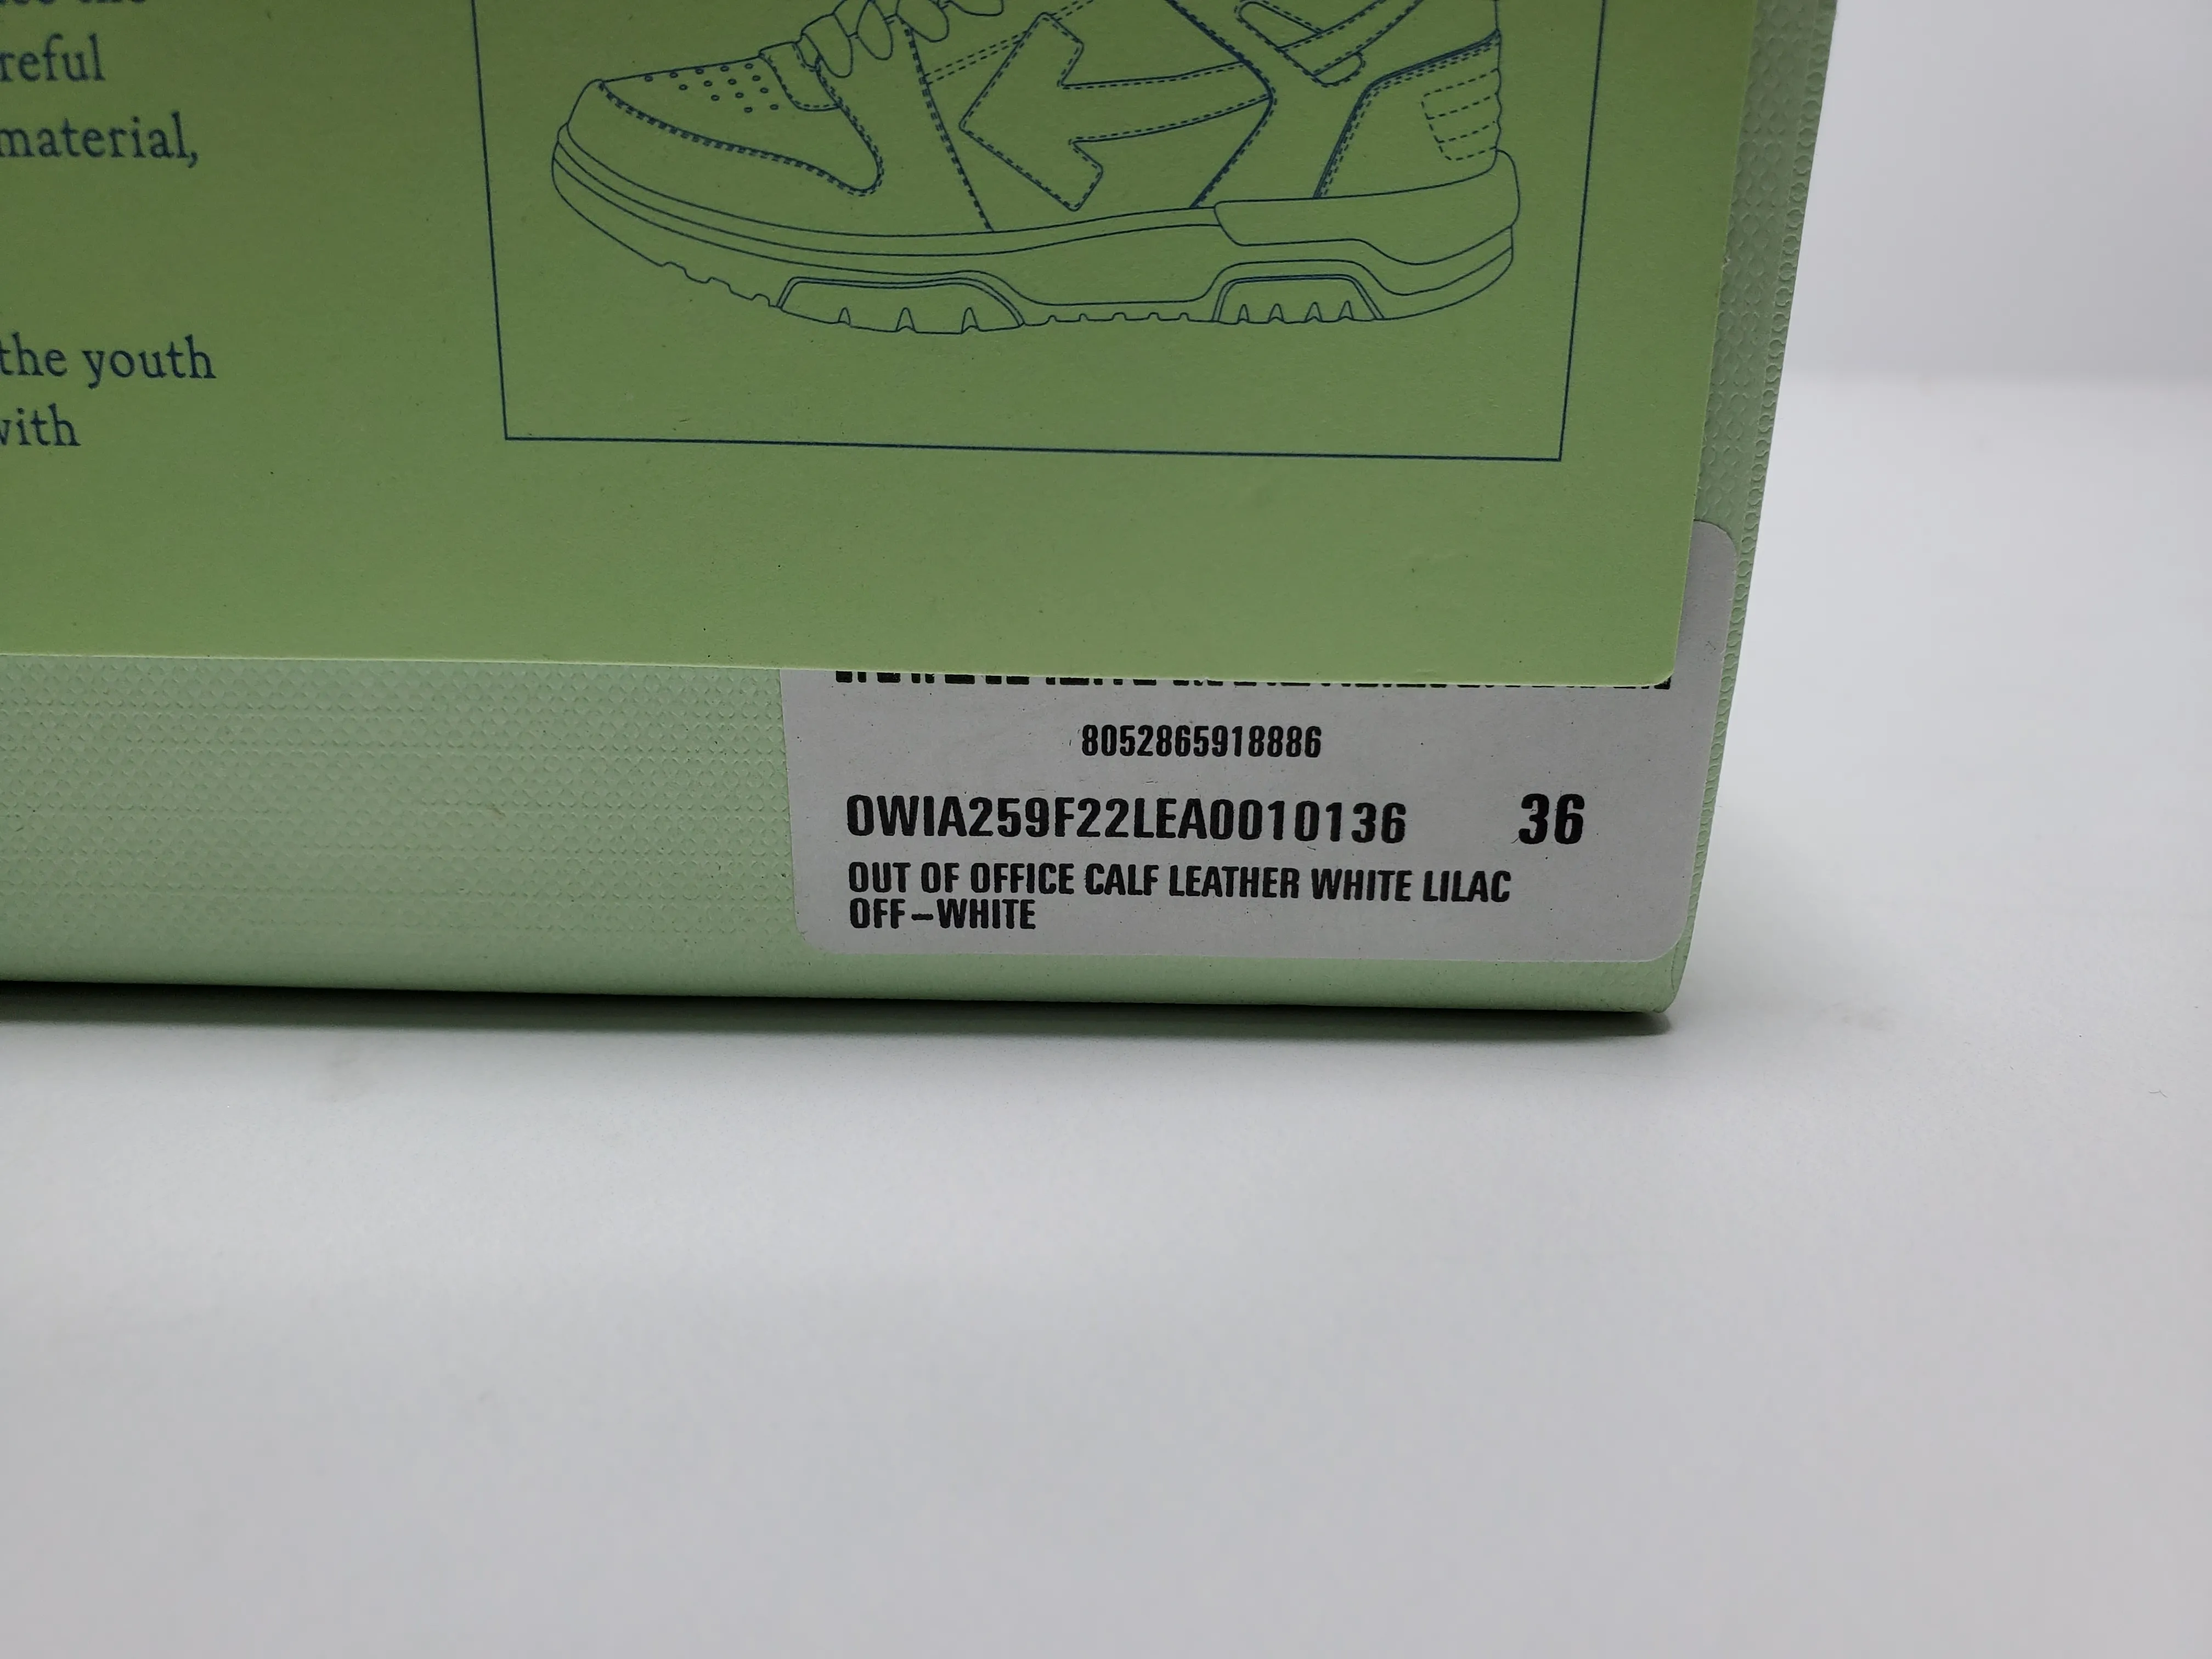 reful
material,
the youth
with
8052865918886
OWIA259F22LEA0010136 36
OUT OF OFFICE CALF LEATHER WHITE LILAC
OFF-WHITE